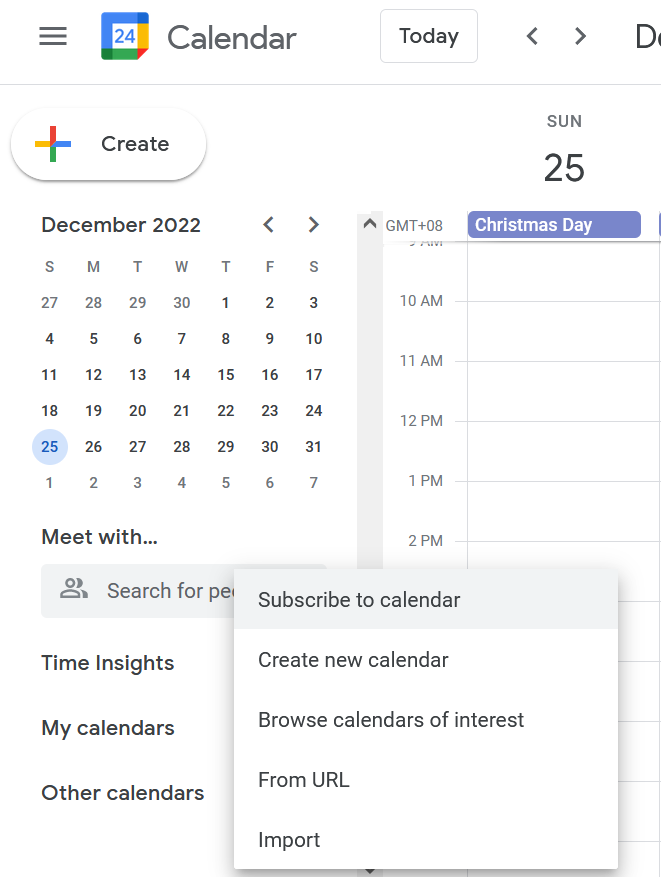 24 Calendar Today
Create
SUN
25
December 2022
GMT+08 Christmas Day
S M T W T F S
27 28 29 30 1 2 3
4 5 6 7 8 9 10
11 12 13 14 15 16 17
18 19 20 21 22 23 24
25 26 27 28 29 30 31
1 2 3 4 5 6 7
10 AM
11 AM
12 PM
1 PM
2 PM
Meet with...
Search for
Subscribe to calendar
Create new calendar
Browse calendars of interest
From URL
Import
Time Insights
My calendars
Other calendars